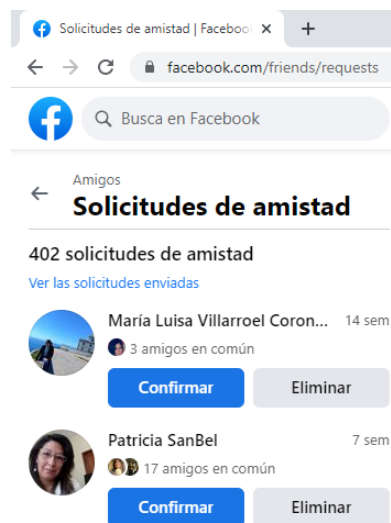 Solicitudes de amistad | Faceboo
facebook.com/friends/requests
Busca en Facebook
Amigos
Solicitudes de amistad
402 solicitudes de amistad
Ver las solicitudes enviadas
María Luisa Villarroel Coron... 14 sem
3 amigos en común
Confirmar Eliminar
Patricia SanBel 7 sem
17 amigos en común
Confirmar Eliminar